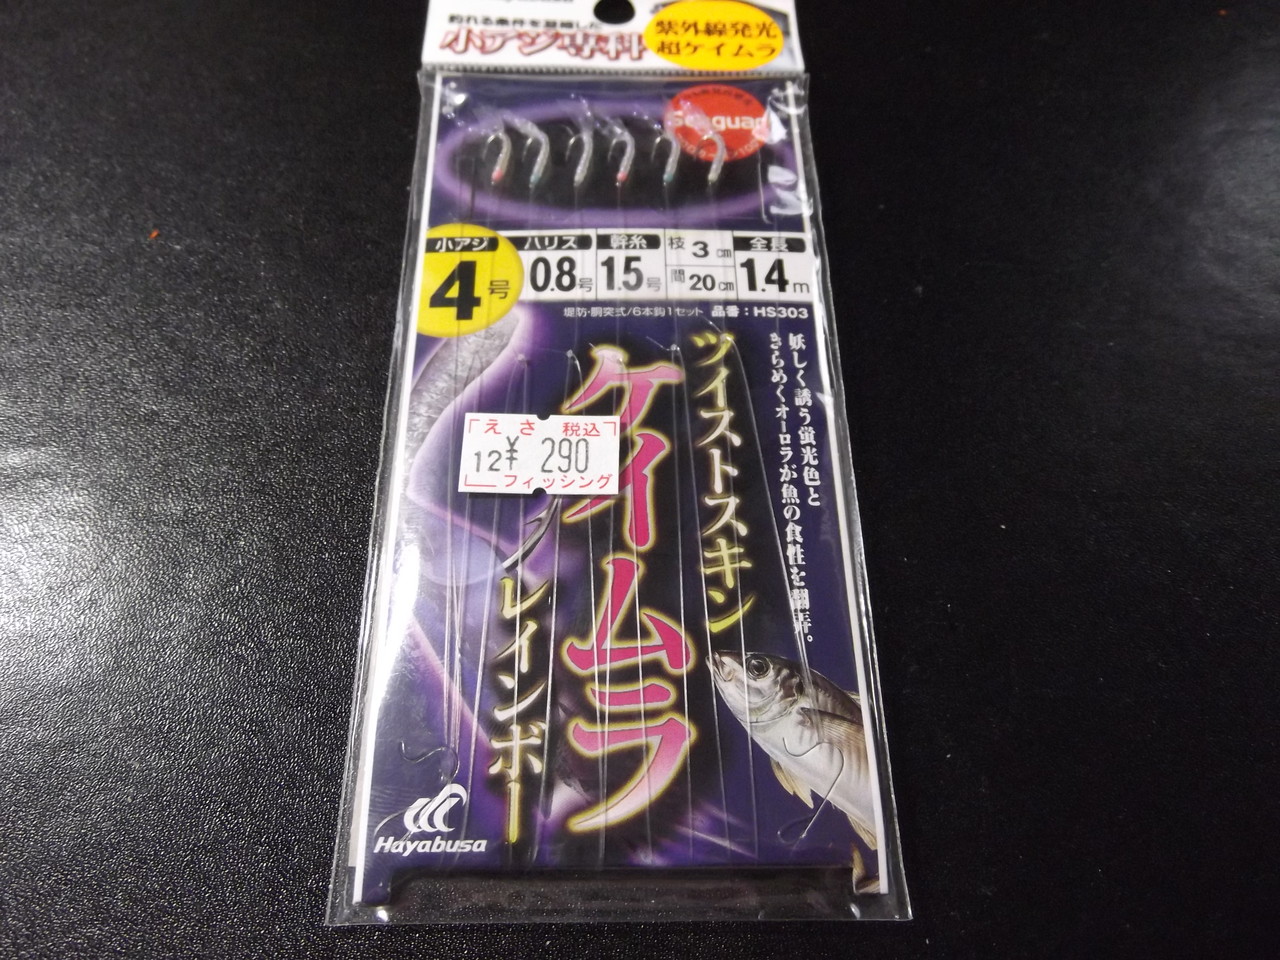 釣れる条件を凝縮した
小アジ専科
紫外線発光
超ケイムラ
Seaguar
小アジ
4号
ハリス
0.8号
幹糸
1.5号
枝 3cm
間 20cm
全長
1.4m
堤防・胴突式/6本鈎1セット 品番:HS303
妖しく誘う蛍光色と
きらめくオーロラが魚の食性を翻弄。
ツイストスキン
ケイムラ
レインボー
えさ 税込
12 ¥ 290
フィッシング
Hayabusa